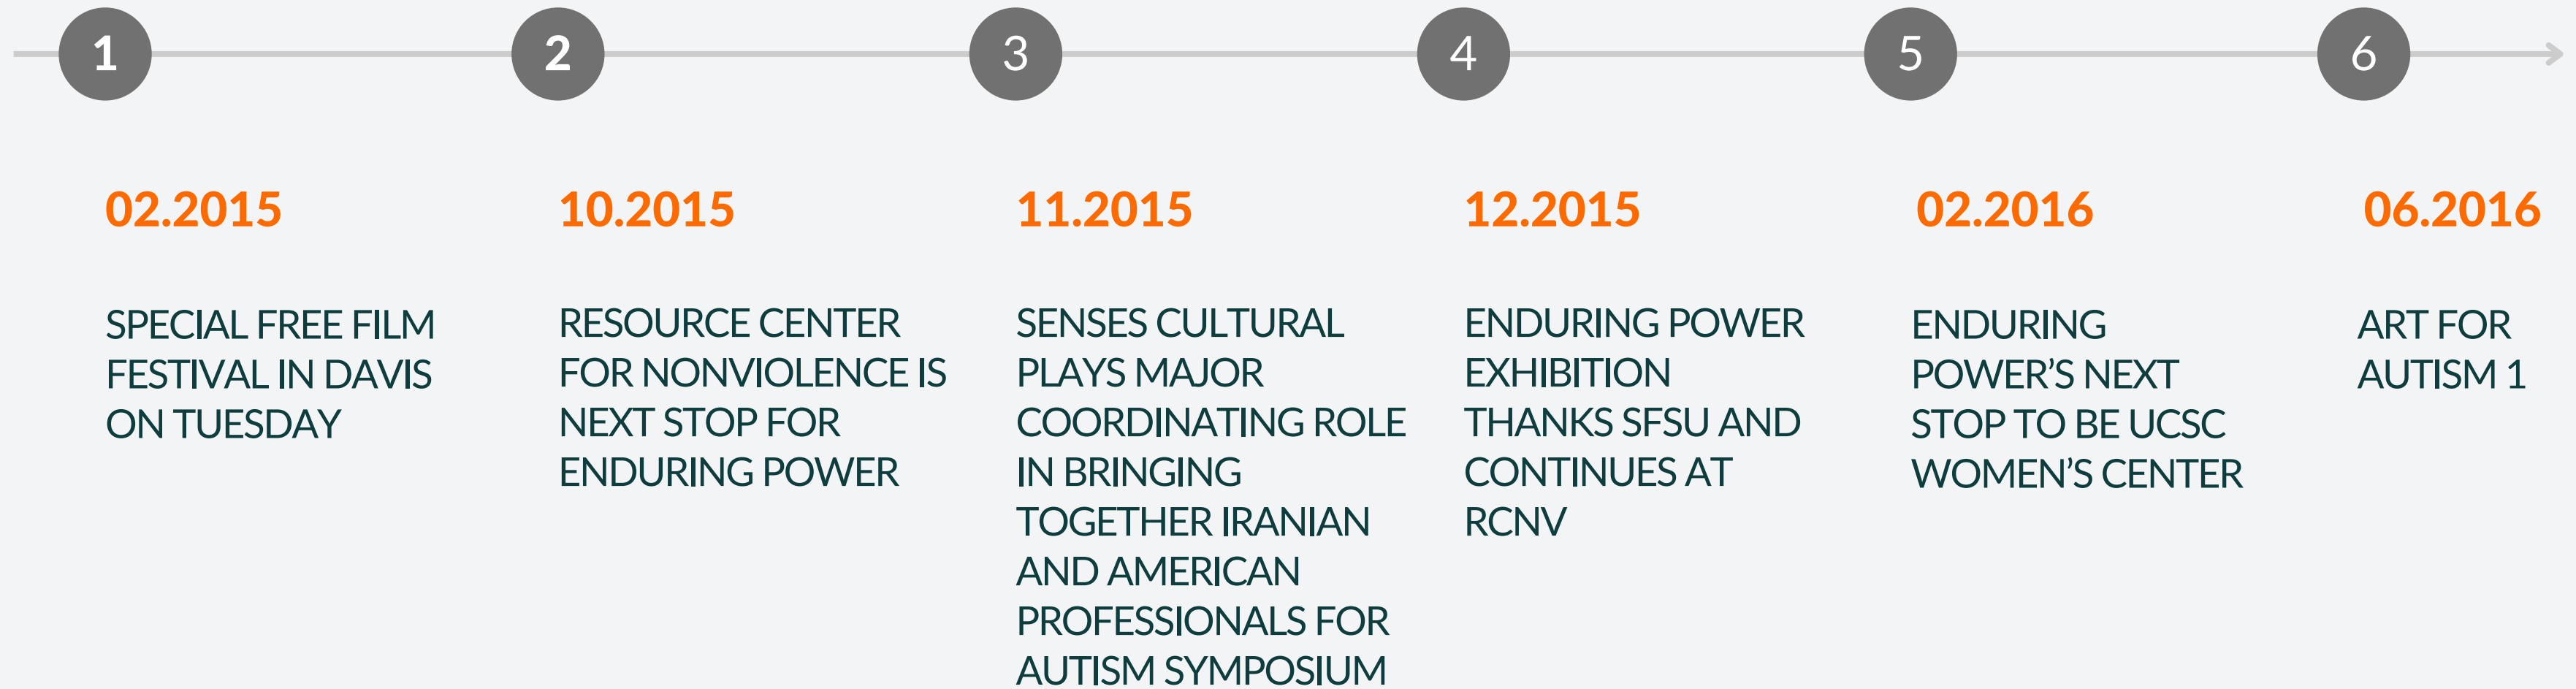 1
2
3
4
5
6
02.2015
SPECIAL FREE FILM
FESTIVAL IN DAVIS
ON TUESDAY
10.2015
RESOURCE CENTER
FOR NONVIOLENCE IS
NEXT STOP FOR
ENDURING POWER
11.2015
SENSES CULTURAL
PLAYS MAJOR
COORDINATING ROLE
IN BRINGING
TOGETHER IRANIAN
AND AMERICAN
PROFESSIONALS FOR
AUTISM SYMPOSIUM
12.2015
ENDURING POWER
EXHIBITION
THANKS SFSU AND
CONTINUES AT
RCNV
02.2016
ENDURING
POWER’S NEXT
STOP TO BE UCSC
WOMEN’S CENTER
06.2016
ART FOR
AUTISM 1